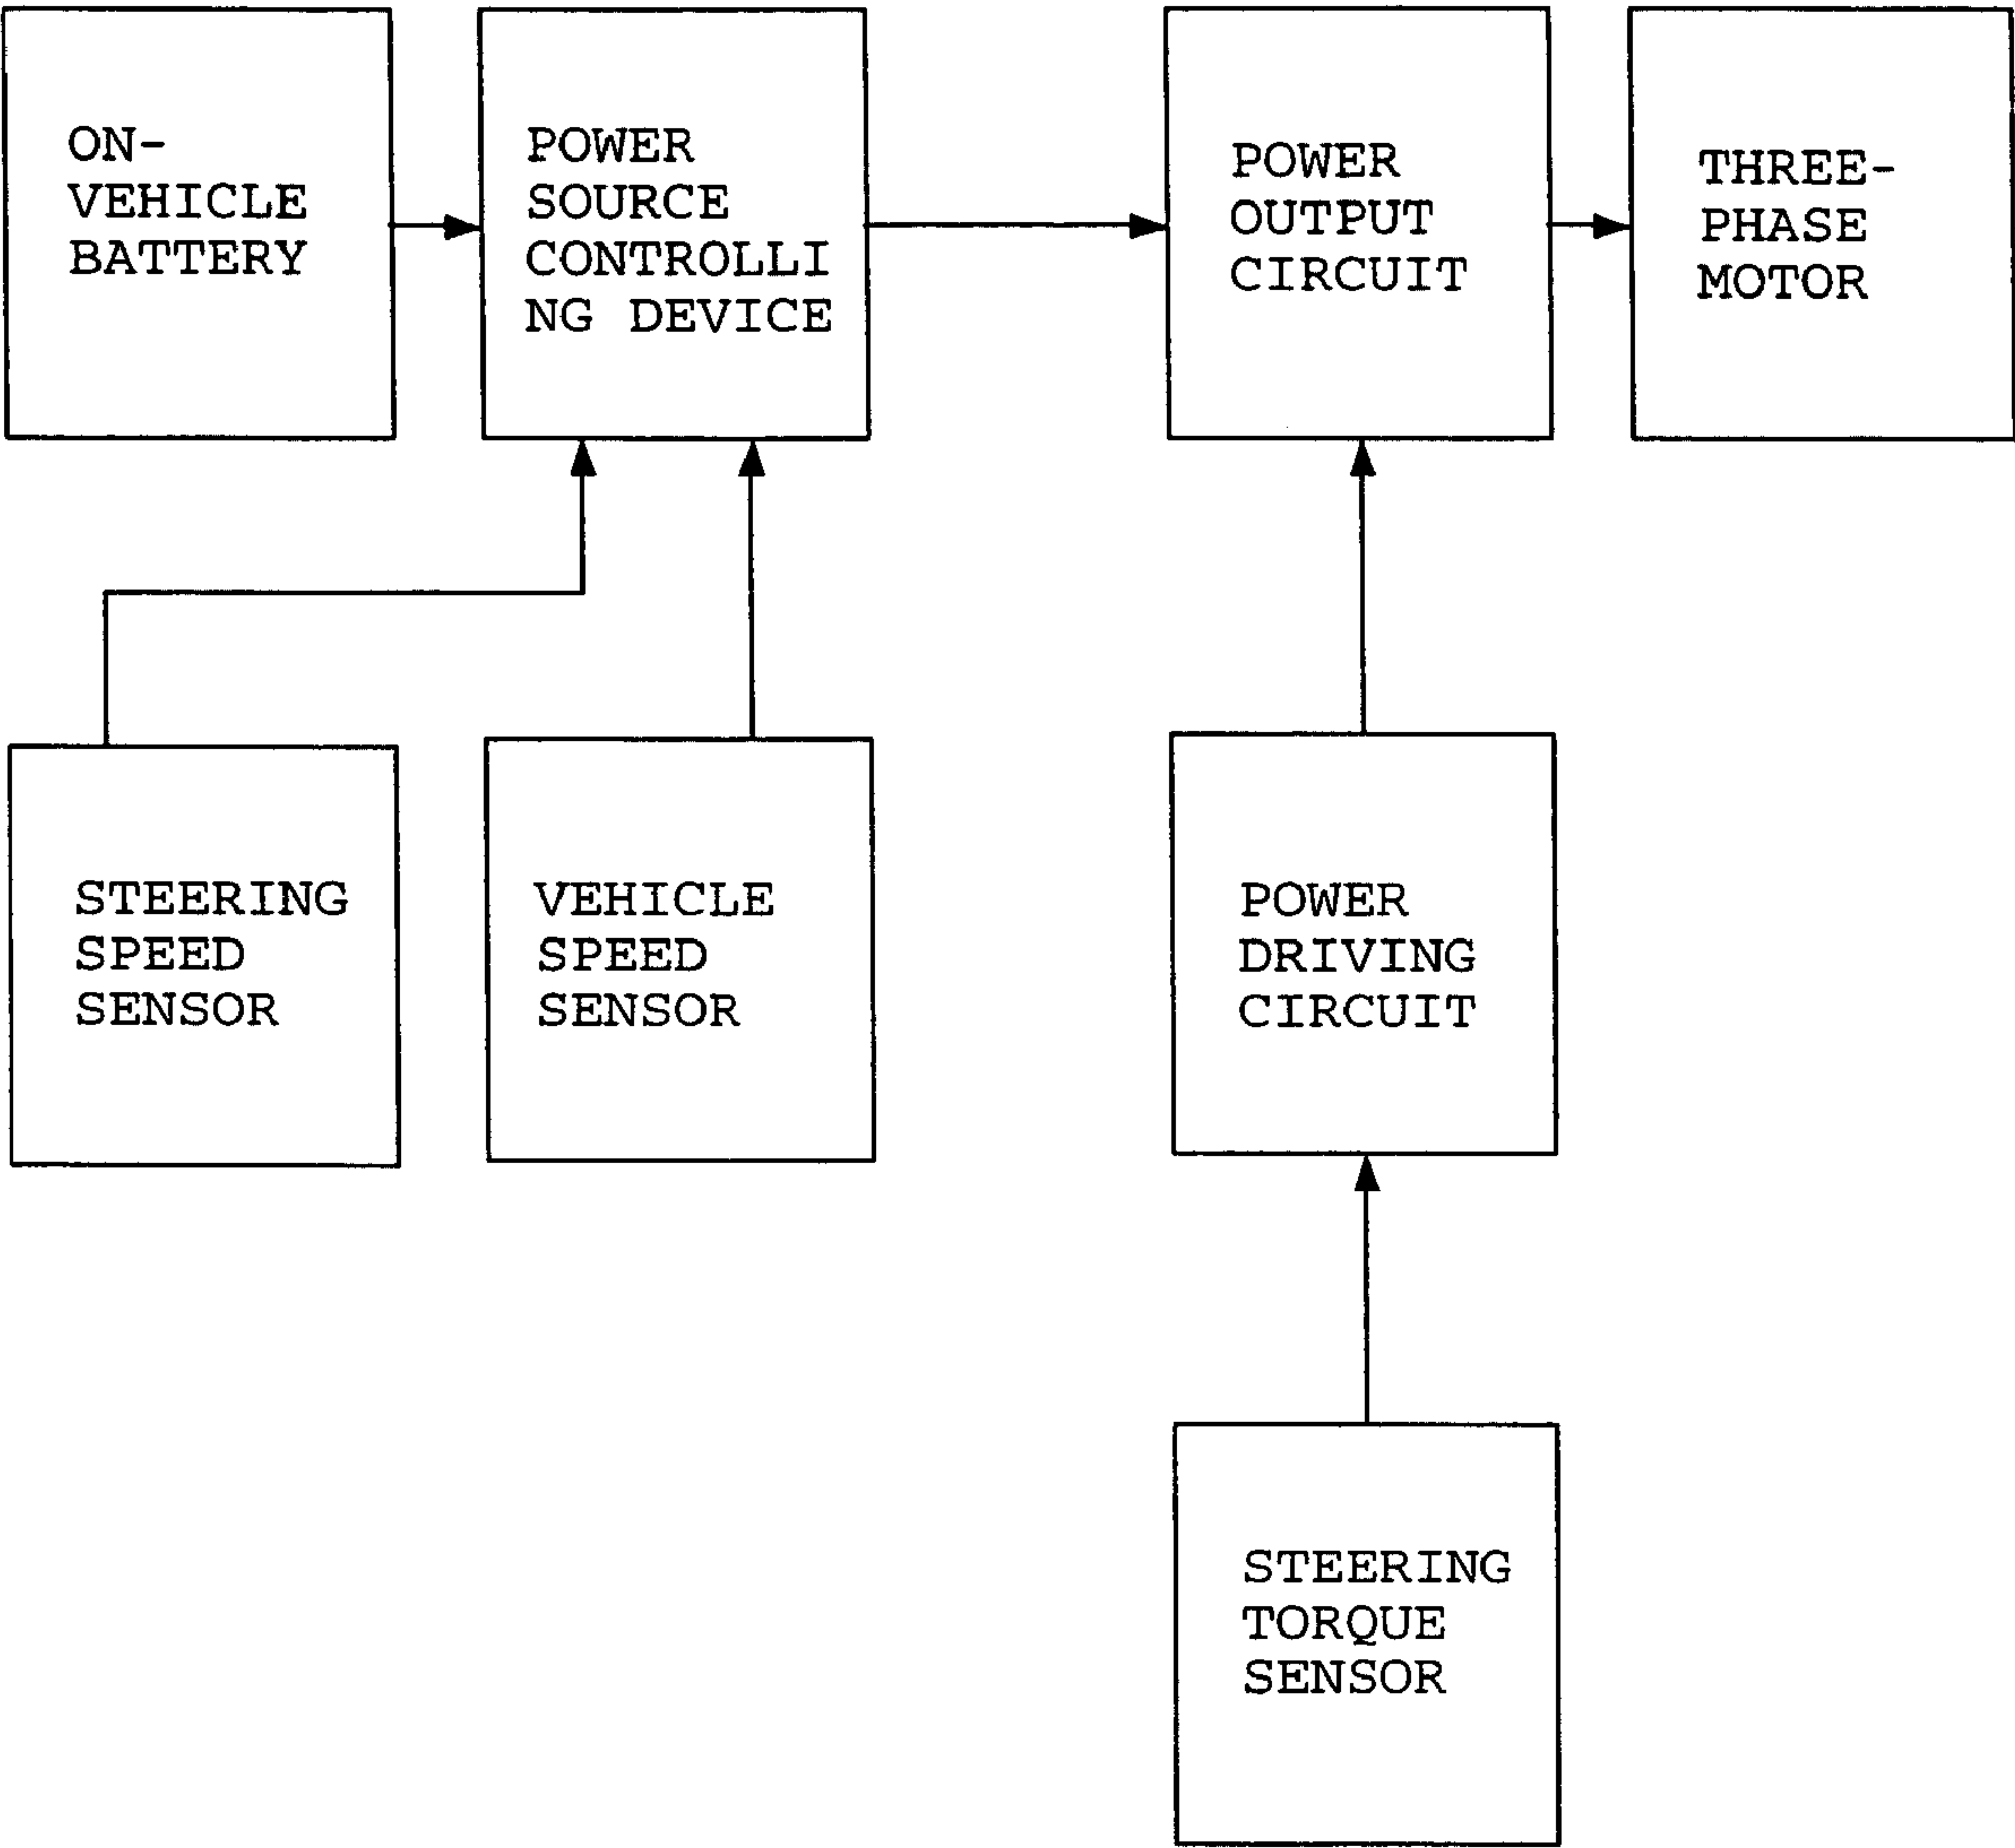 ON-
VEHICLE
BATTERY
POWER
SOURCE
CONTROLLI
NG DEVICE
POWER
OUTPUT
CIRCUIT
THREE-
PHASE
MOTOR
STEERING
SPEED
SENSOR
VEHICLE
SPEED
SENSOR
POWER
DRIVING
CIRCUIT
STEERING
TORQUE
SENSOR